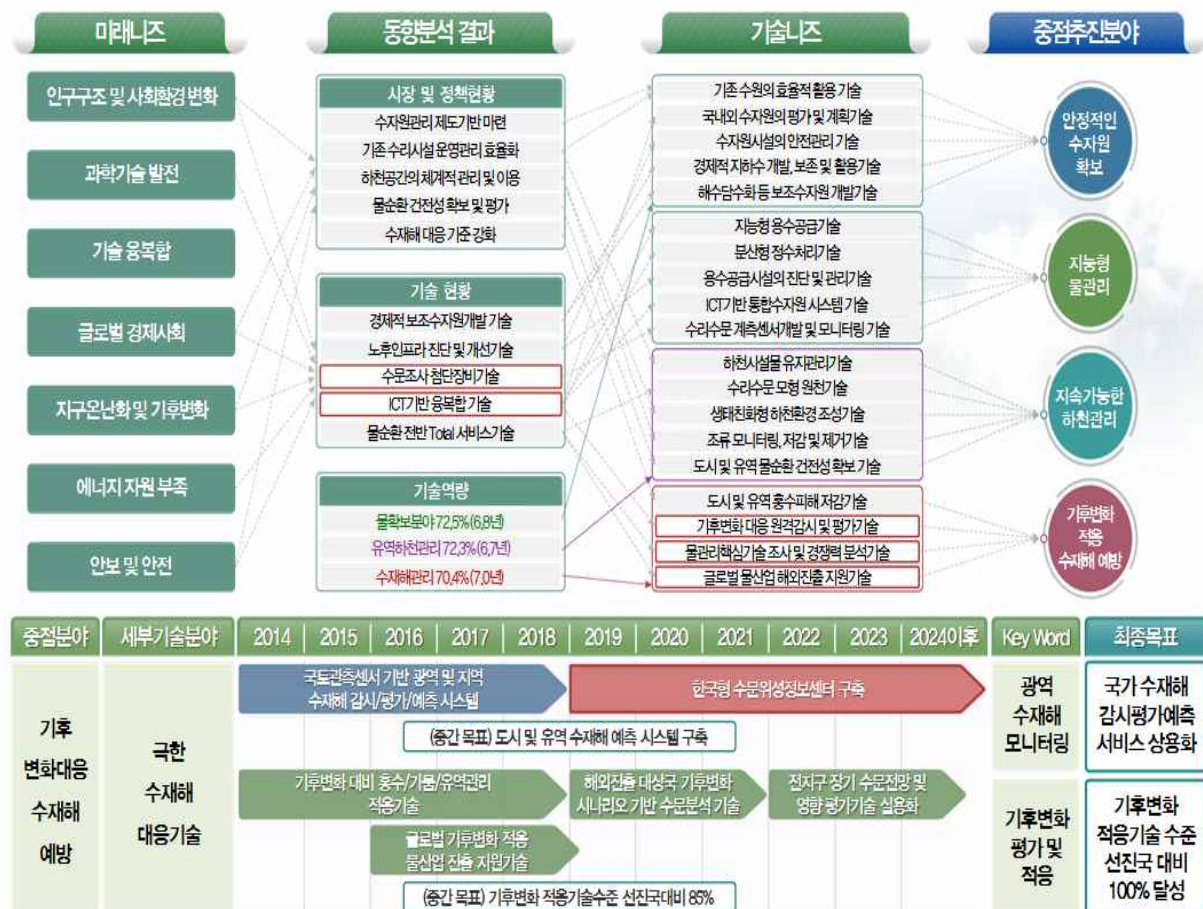 미래니즈
동향분석 결과
기술니즈
중점추진분야
인구구조 및 사회환경 변화
과학기술 발전
기술 융복합
글로벌 경제사회
지구온난화 및 기후변화
에너지 자원 부족
안보 및 안전
시장 및 정책현황
수자원관리 제도기반 마련
기존 수리시설 운영관리 효율화
하천공간의 체계적 관리 및 이용
물순환 건전성 확보 및 평가
수재해 대응 기준 강화
기술 현황
경제적 보조수자원개발 기술
노후인프라 진단 및 개선기술
수문조사 첨단장비기술
ICT기반 융복합 기술
물순환 전반 Total 서비스기술
기술역량
물확보분야 72,5%(6,8년)
유역하천관리 72,3%(6,7년)
수재해관리 70,4%(7,0년)
기존 수원의 효율적 활용 기술
국내외 수자원의 평가 및 계획기술
수자원시설의 안전관리 기술
경제적 지하수 개발, 보존 및 활용기술
해수담수화 등 보조수자원 개발기술
지능형 용수공급기술
분산형 정수처리기술
용수공급시설의 진단 및 관리기술
ICT기반 통합수자원 시스템 기술
수리수문 계측센서개발 및 모니터링 기술
하천시설물 유지관리기술
수리수문 모형 원천기술
생태친화형 하천환경 조성기술
조류 모니터링, 저감 및 제거기술
도시 및 유역 물순환 건전성 확보 기술
도시 및 유역 홍수피해 저감기술
기후변화 대응 원격감시 및 평가기술
물관리핵심기술 조사 및 경쟁력 분석기술
글로벌 물산업 해외진출 지원기술
안정적인
수자원
확보
지능형
물관리
지속가능한
하천관리
기후변화
적응
수재해 예방
중점분야 세부기술분야 2014 2015 2016 2017 2018 2019 2020 2021 2022 2023 2024이후 Key Word 최종목표
기후
변화대응
수재해
예방
극한
수재해
대응기술
국토관측센서 기반 광역 및 지역
수재해 감시/평가/예측 시스템
한국형 수문위성정보센터 구축
(중간 목표) 도시 및 유역 수재해 예측 시스템 구축
기후변화 대비 홍수/가뭄/유역관리
적응기술
해외진출 대상국 기후변화
시나리오 기반 수문분석 기술
전지구 장기 수문전망 및
영향 평가기술 실용화
글로벌 기후변화 적응
물산업 진출 지원기술
(중간 목표) 기후변화 적응기술수준 선진국대비 85%
광역
수재해
모니터링
국가 수재해
감시평가예측
서비스 상용화
기후변화
평가 및
적응
기후변화
적응기술 수준
선진국 대비
100% 달성